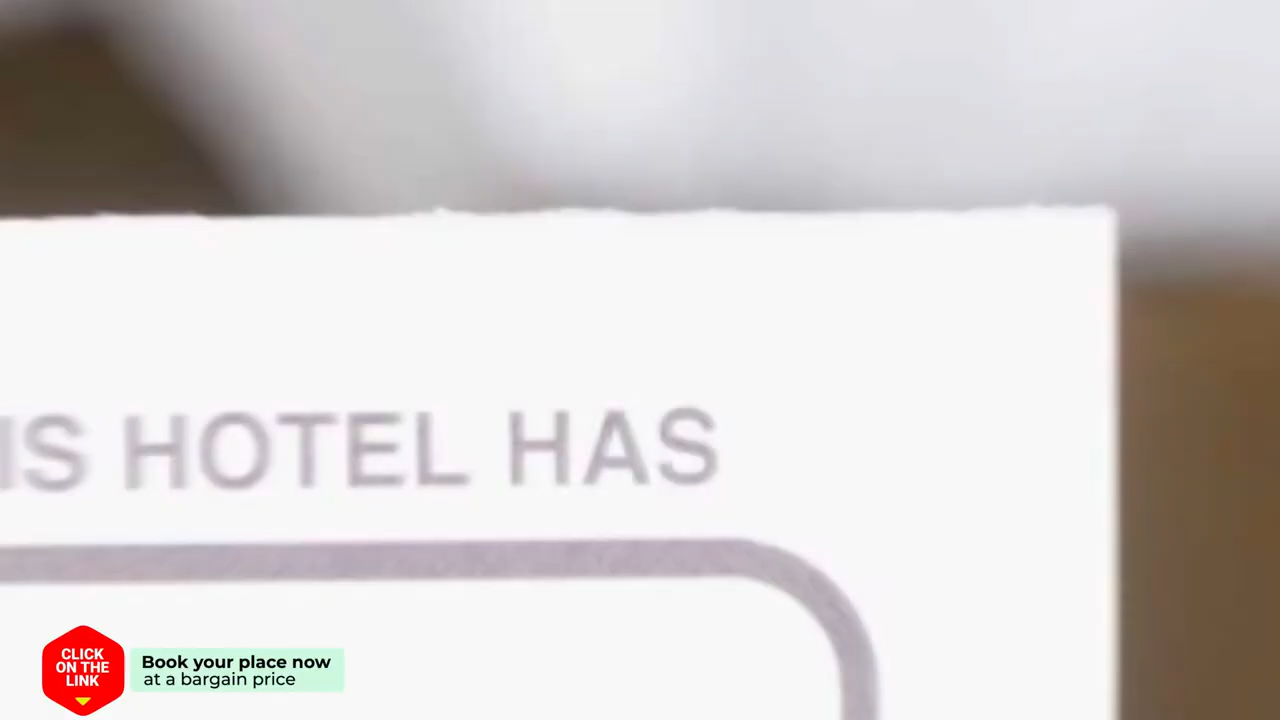 IS HOTEL HAS
CLICK
ON THE
LINK
Book your place now
at a bargain price